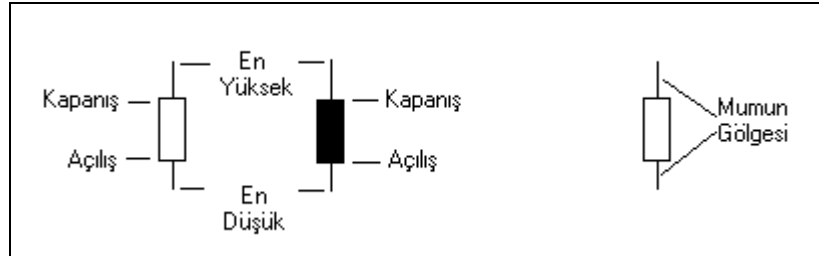 En
Yüksek
Kapanış
Kapanış
Açılış
Açılış
En
Düşük
Mumun
Gölgesi